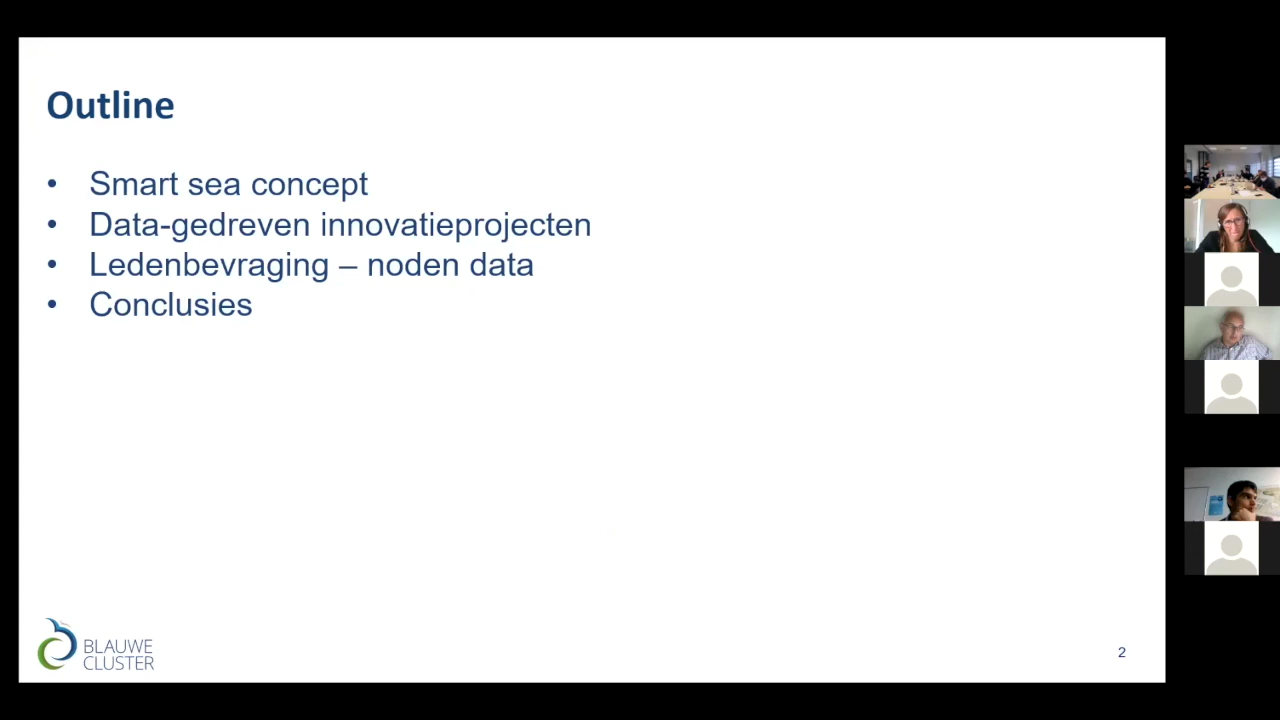 Outline
• Smart sea concept
• Data-gedreven innovatieprojecten
• Ledenbevraging – noden data
• Conclusies
BLAUWE
CLUSTER
2